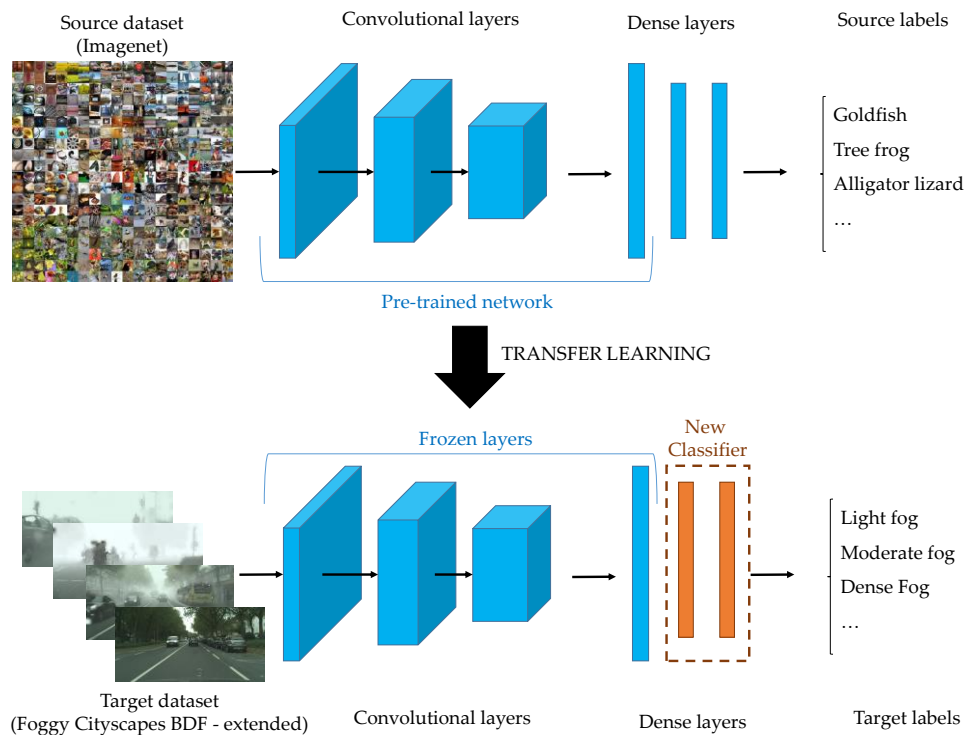 Source dataset
(Imagenet)
Convolutional layers
Dense layers
Source labels
Goldfish
Tree frog
Alligator lizard
…
Pre-trained network
TRANSFER LEARNING
Frozen layers
New
Classifier
Light fog
Moderate fog
Dense Fog
…
Target dataset
(Foggy Cityscapes BDF - extended)
Convolutional layers
Dense layers
Target labels